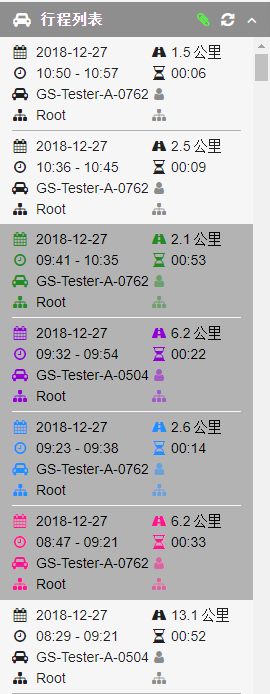 行程列表
2018-12-27 1.5 公里
10:50 - 10:57 00:06
GS-Tester-A-0762
Root
2018-12-27 2.5 公里
10:36 - 10:45 00:09
GS-Tester-A-0762
Root
2018-12-27 2.1 公里
09:41 - 10:35 00:53
GS-Tester-A-0762
Root
2018-12-27 6.2 公里
09:32 - 09:54 00:22
GS-Tester-A-0504
Root
2018-12-27 2.6 公里
09:23 - 09:38 00:14
GS-Tester-A-0762
Root
2018-12-27 6.2 公里
08:47 - 09:21 00:33
GS-Tester-A-0762
Root
2018-12-27 13.1 公里
08:29 - 09:21 00:52
GS-Tester-A-0504
Root